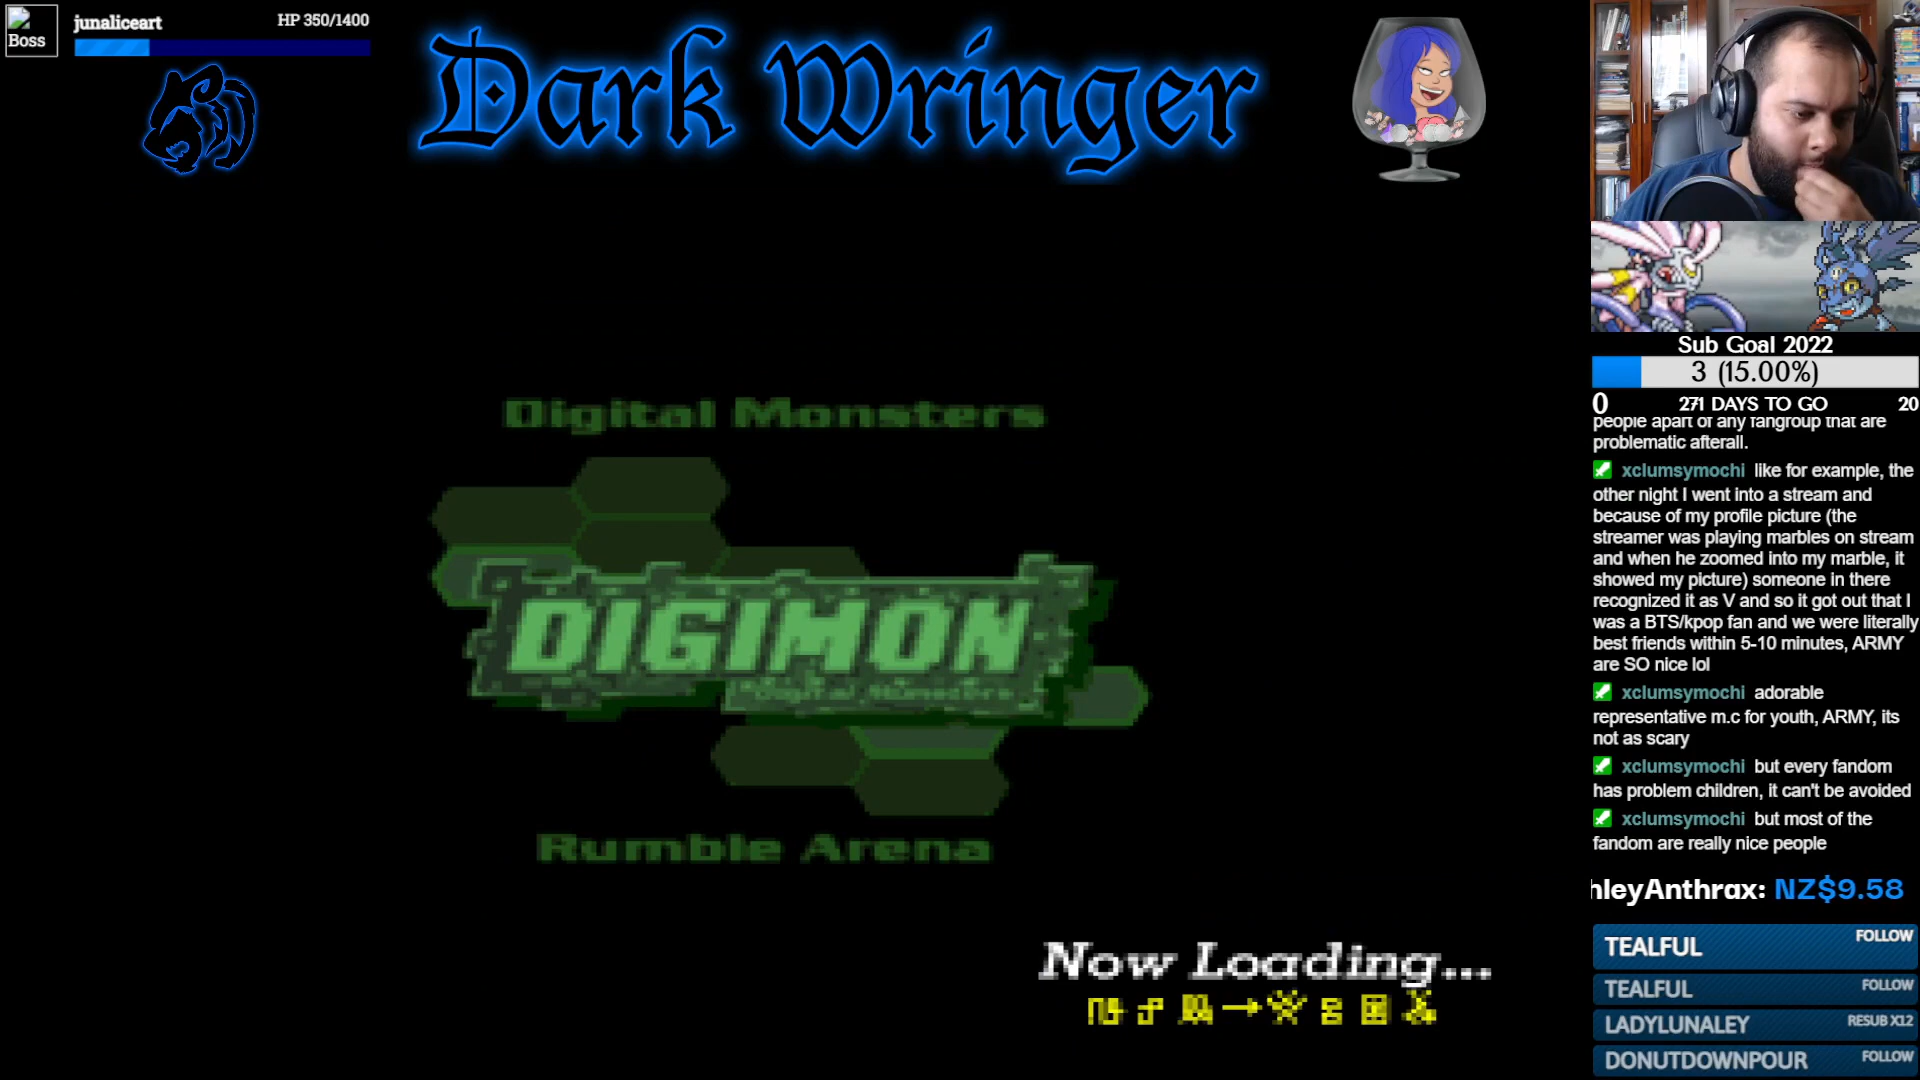 Boss
junaliceart
HP 350/1400
Dark Wringer
Digital Monsters
DIGIMON
Digital Monsters
Rumble Arena
Now Loading...
Sub Goal 2022
3 (15.00%)
0 271 DAYS TO GO 20
people apart of any fangroup that are
problematic afterall.
xclumsymochi like for example, the
other night I went into a stream and
because of my profile picture (the
streamer was playing marbles on stream
and when he zoomed into my marble, it
showed my picture) someone in there
recognized it as V and so it got out that I
was a BTS/kpop fan and we were literally
best friends within 5-10 minutes, ARMY
are SO nice lol
xclumsymochi adorable
representative m.c for youth, ARMY, its
not as scary
xclumsymochi but every fandom
has problem children, it can't be avoided
xclumsymochi but most of the
fandom are really nice people
hleyAnthrax: NZ$9.58
TEALFUL FOLLOW
TEALFUL FOLLOW
LADYLUNALEY RESUB X12
DONUTDOWNPOUR FOLLOW